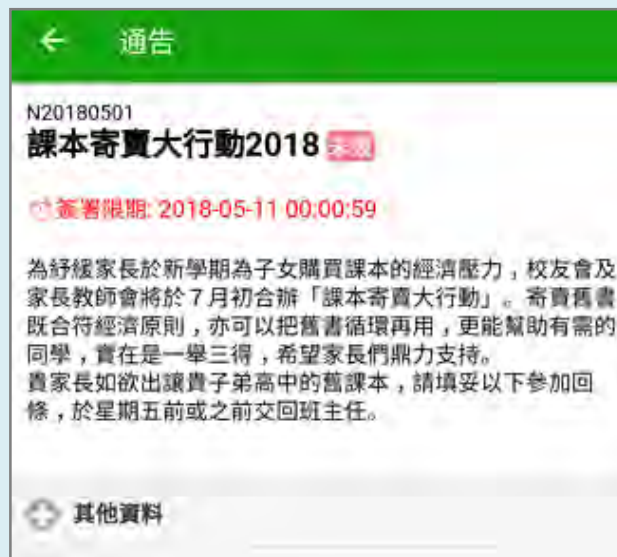 通告
N20180501
課本寄賣大行動2018
簽署限期: 2018-05-11 00:00:59
為紓緩家長於新學期為子女購買課本的經濟壓力，校友會及
家長教師會將於７月初合辦「課本寄賣大行動」。寄賣舊書
既合符經濟原則，亦可以把舊書循環再用，更能幫助有需的
同學，實在是一舉三得，希望家長們鼎力支持。
貴家長如欲出讓貴子弟高中的舊課本，請填妥以下參加回
條，於星期五前或之前交回班主任。
其他資料